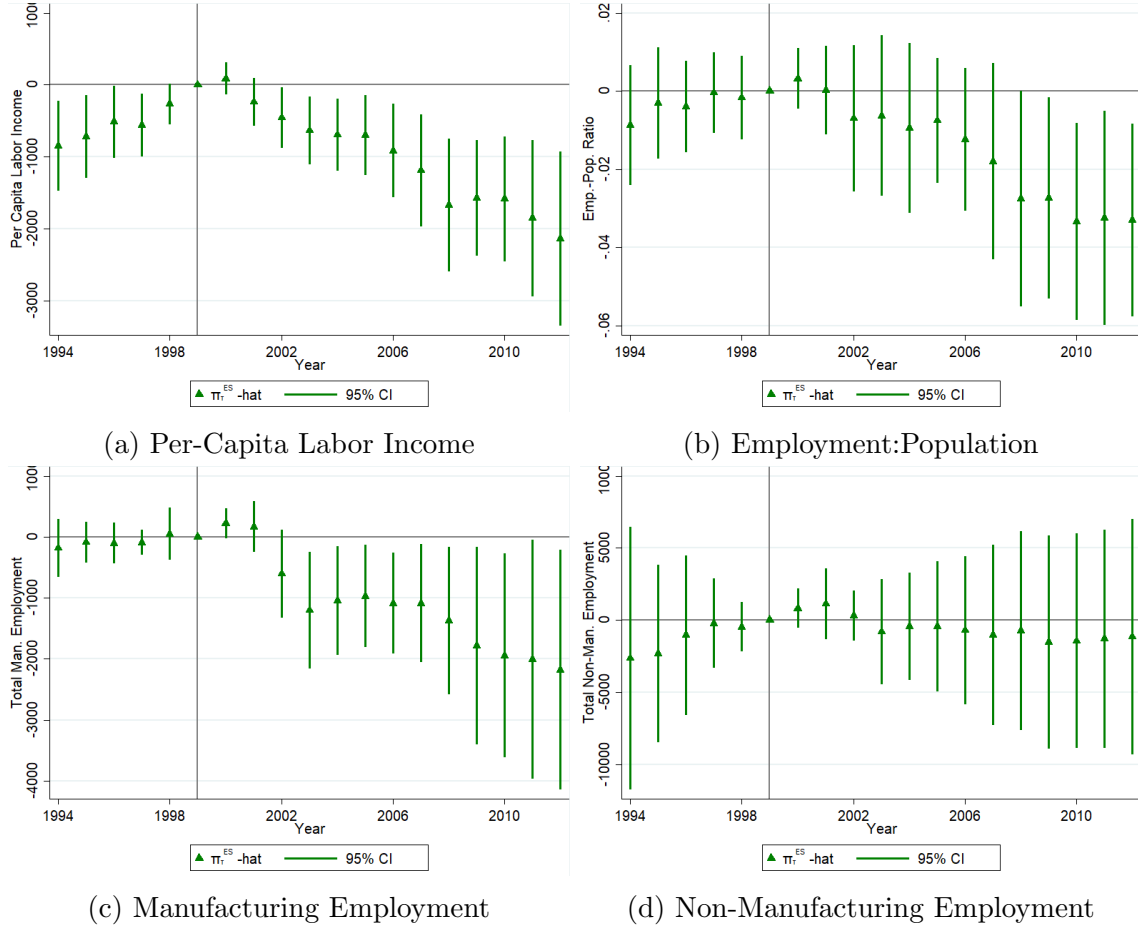 Per Capita Labor Income
0
-1000
-2000
-3000
1994 1998 2002 2006 2010
Year
π_T^ES -hat 95% CI
(a) Per-Capita Labor Income
Emp.-Pop. Ratio
.02
0
-.02
-.04
-.06
1994 1998 2002 2006 2010
Year
π_T^ES -hat 95% CI
(b) Employment:Population
Total Man. Employment
0
-1000
-2000
-3000
-4000
1994 1998 2002 2006 2010
Year
π_T^ES -hat 95% CI
(c) Manufacturing Employment
Total Non-Man. Employment
5000
0
-5000
-10000
1994 1998 2002 2006 2010
Year
π_T^ES -hat 95% CI
(d) Non-Manufacturing Employment